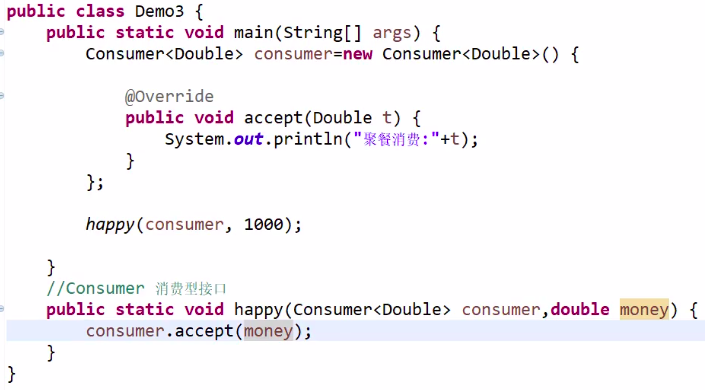 public class Demo3 {
    public static void main(String[] args) {
        Consumer<Double> consumer=new Consumer<Double>() {
            @Override
            public void accept(Double t) {
                System.out.println("聚餐消费:"+t);
            }
        };
        happy(consumer, 1000);
    }
    //Consumer 消费型接口
    public static void happy(Consumer<Double> consumer,double money) {
        consumer.accept(money);
    }
}